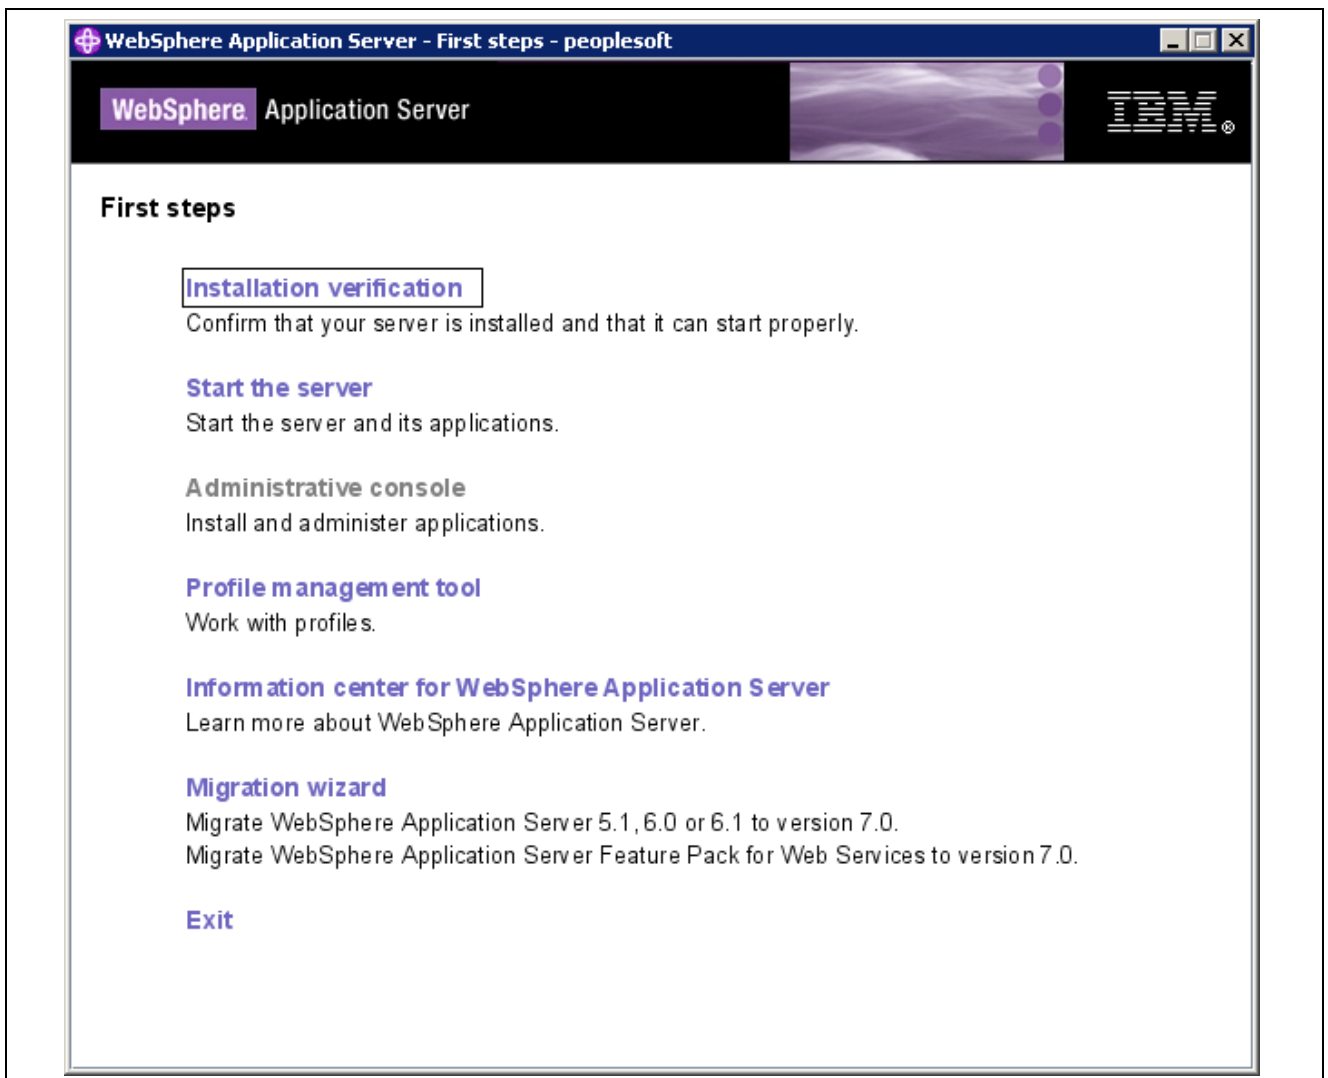 WebSphere Application Server - First steps - peoplesoft
WebSphere. Application Server
IBM®
First steps
Installation verification
Confirm that your server is installed and that it can start properly.
Start the server
Start the server and its applications.
Administrative console
Install and administer applications.
Profile management tool
Work with profiles.
Information center for WebSphere Application Server
Learn more about WebSphere Application Server.
Migration wizard
Migrate WebSphere Application Server 5.1, 6.0 or 6.1 to version 7.0.
Migrate WebSphere Application Server Feature Pack for Web Services to version 7.0.
Exit